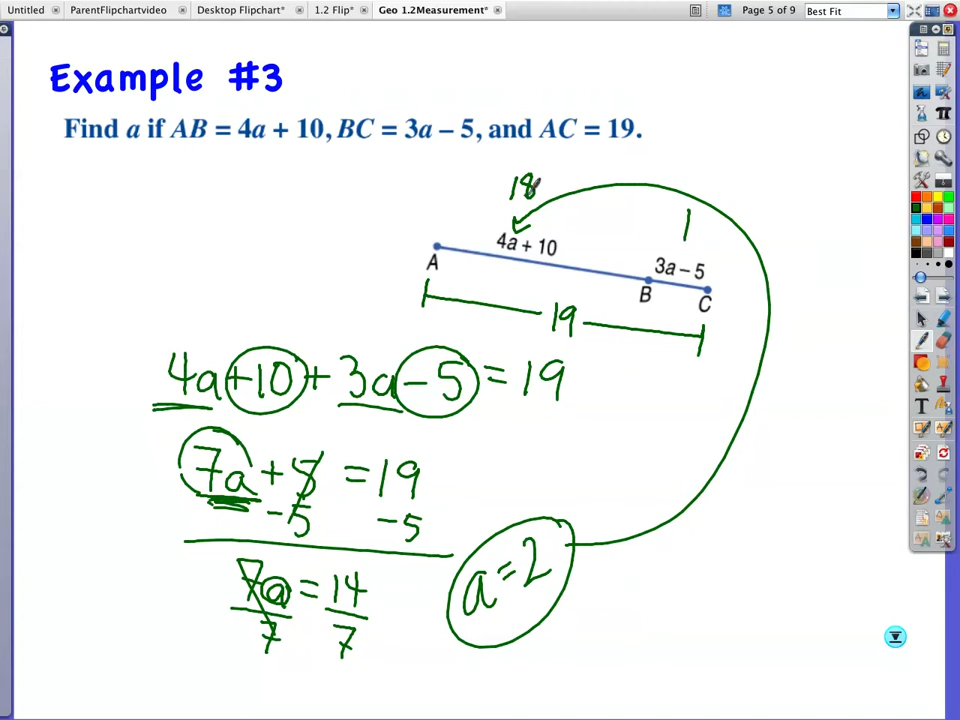 Untitled ParentFlipchartvideo Desktop Flipchart* 1.2 Flip* Geo 1.2Measurement* Page 5 of 9 Best Fit
Example #3
Find a if AB = 4a + 10, BC = 3a – 5, and AC = 19.
18
1
4a + 10
3a – 5
A
B
C
19
4a+10+3a-5=19
7a+5=19
-5 -5
7a=14
7 7
a=2
T